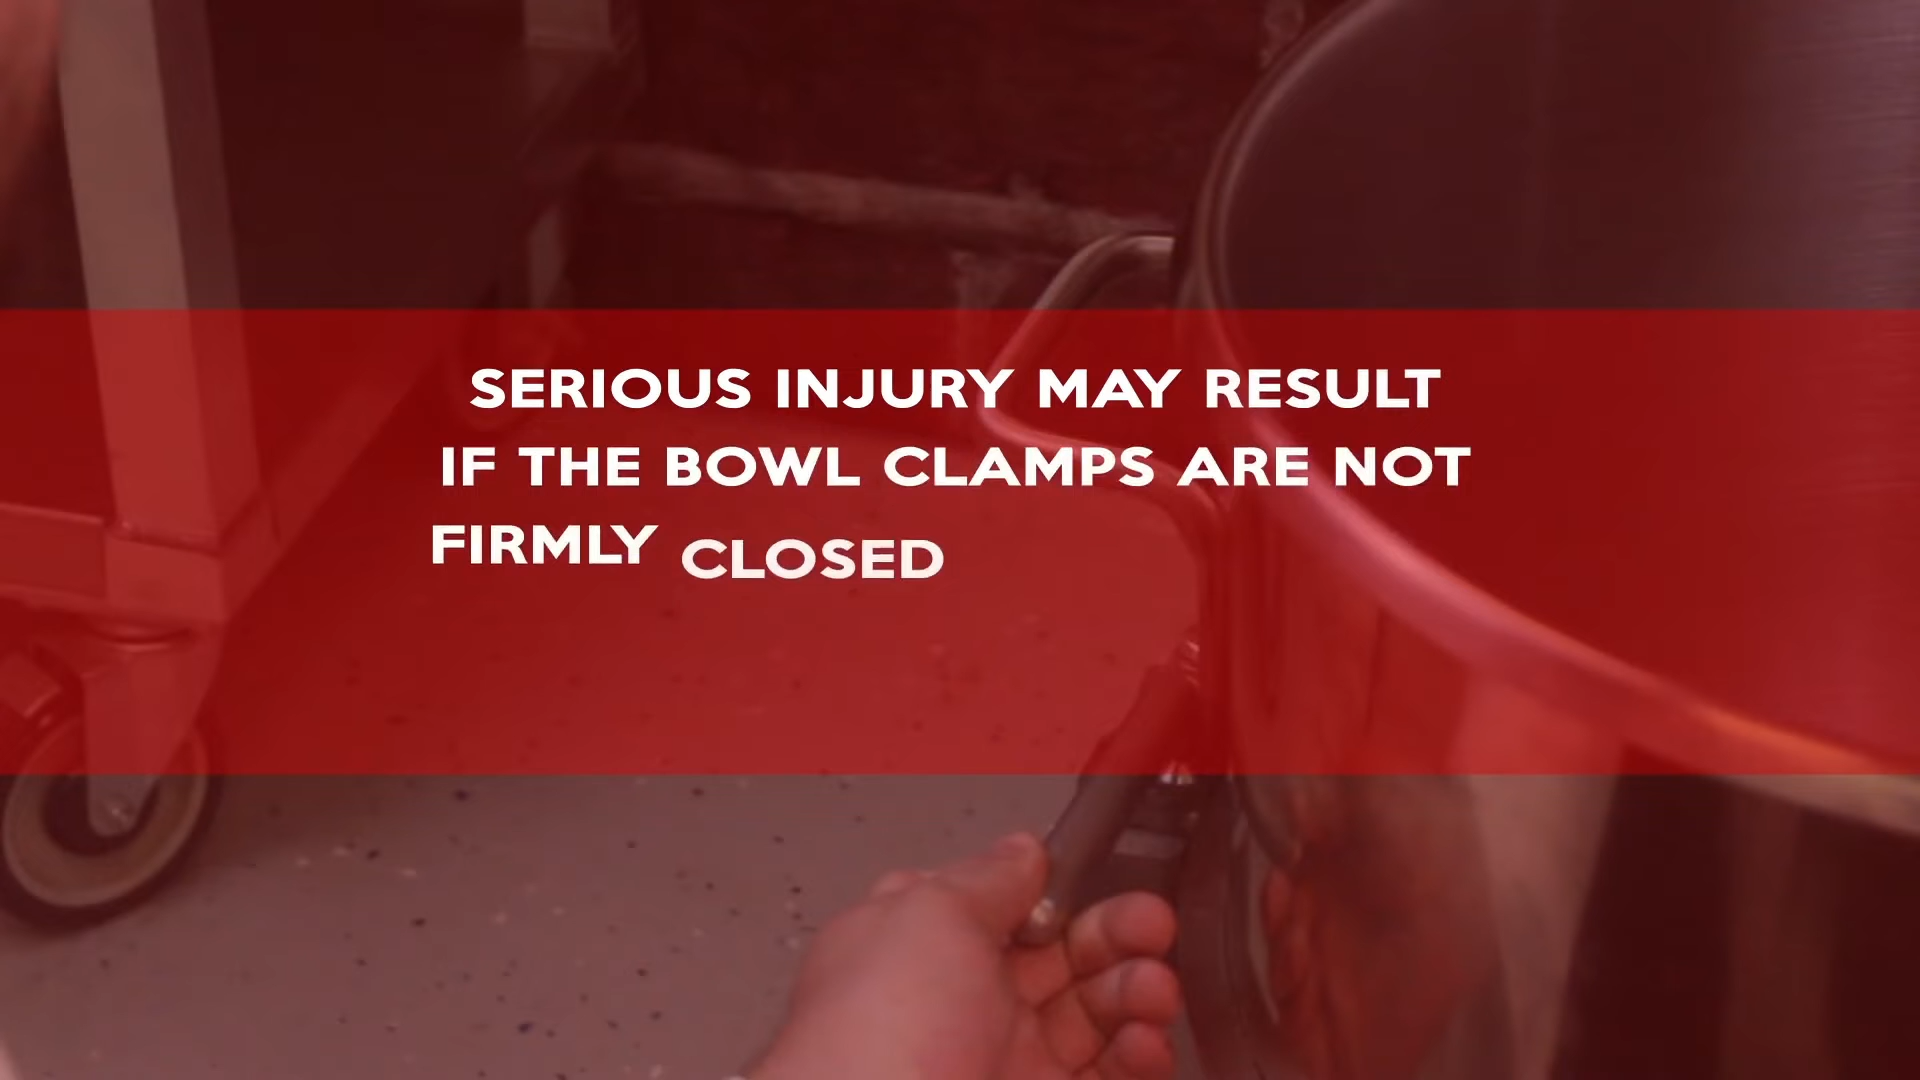 SERIOUS INJURY MAY RESULT
IF THE BOWL CLAMPS ARE NOT
FIRMLY CLOSED